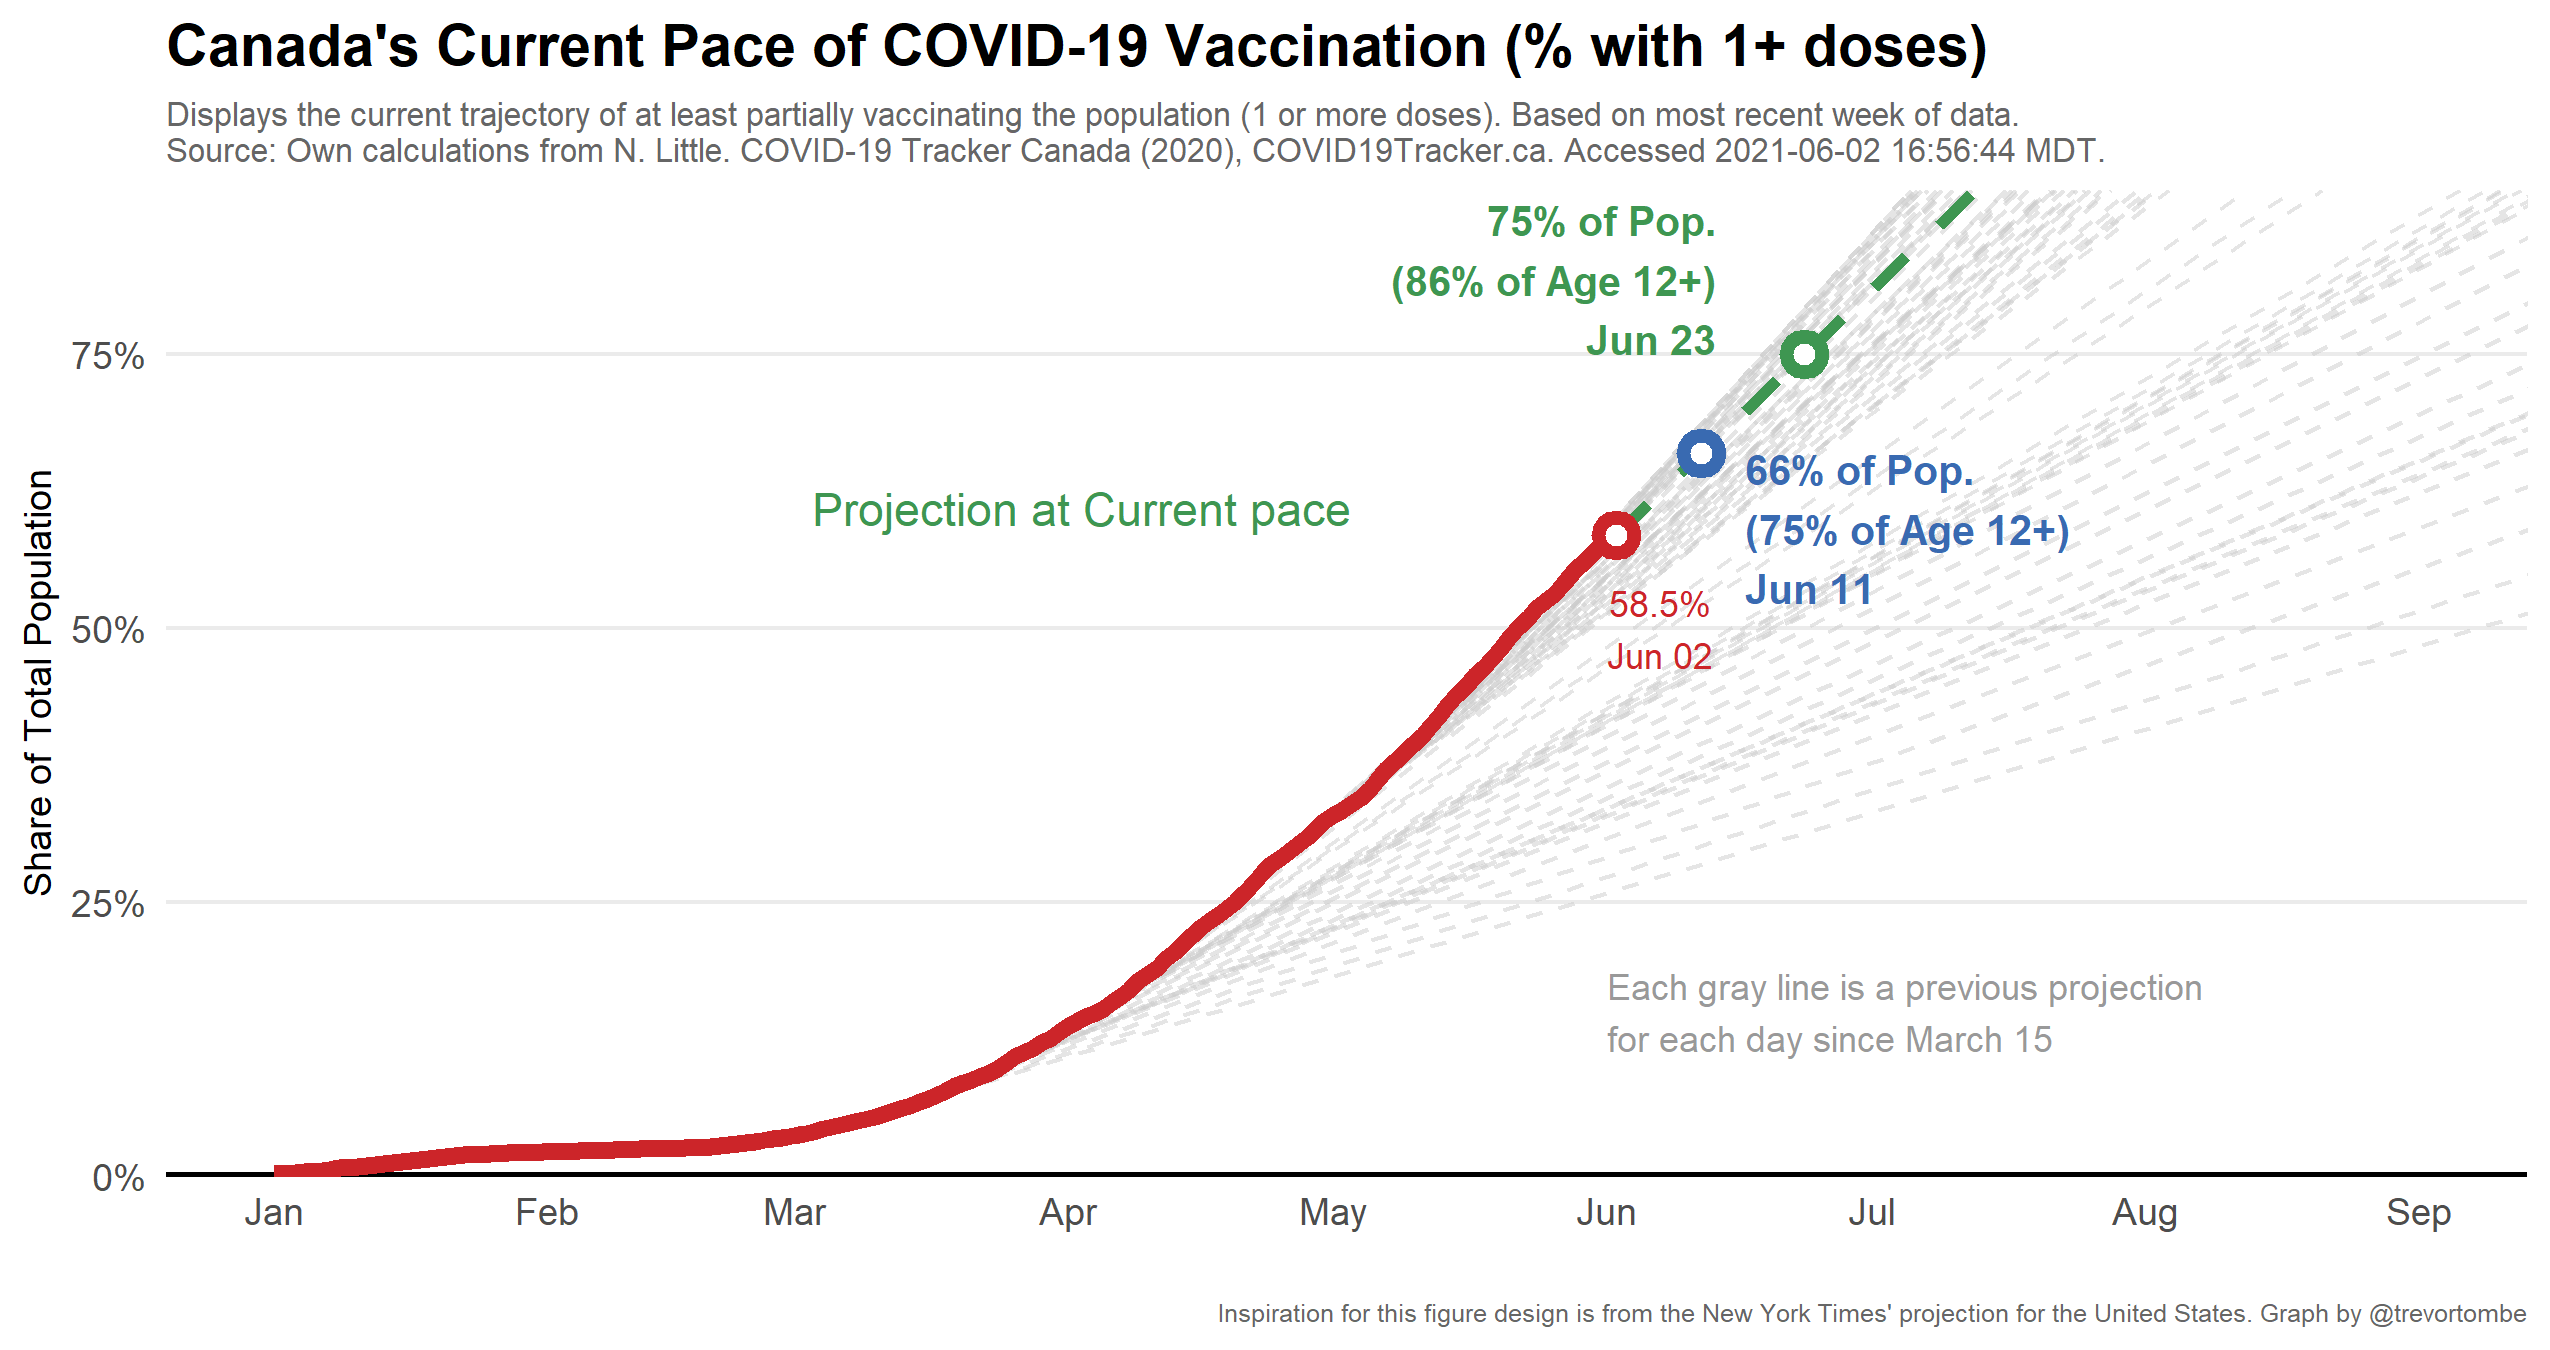 Canada's Current Pace of COVID-19 Vaccination (% with 1+ doses)
Displays the current trajectory of at least partially vaccinating the population (1 or more doses). Based on most recent week of data.
Source: Own calculations from N. Little. COVID-19 Tracker Canada (2020), COVID19Tracker.ca. Accessed 2021-06-02 16:56:44 MDT.
75% of Pop.
(86% of Age 12+)
Jun 23
66% of Pop.
(75% of Age 12+)
Jun 11
Projection at Current pace
58.5%
Jun 02
Each gray line is a previous projection
for each day since March 15
Share of Total Population
75%
50%
25%
0%
Jan Feb Mar Apr May Jun Jul Aug Sep
Inspiration for this figure design is from the New York Times' projection for the United States. Graph by @trevortombe